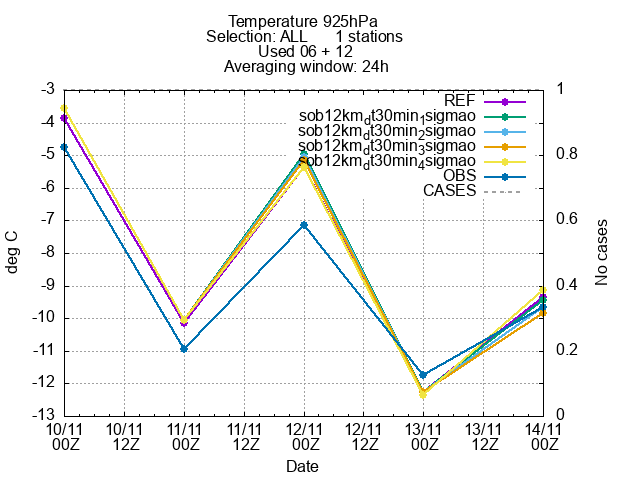 Temperature 925hPa
Selection: ALL 1 stations
Used 06 + 12
Averaging window: 24h
-3
-4
-5
-6
-7
-8
-9
-10
-11
-12
-13
deg C
1
0.8
0.6
0.4
0.2
0
No cases
REF
sob12km_dt30min_1sigmao
sob12km_dt30min_2sigmao
sob12km_dt30min_3sigmao
sob12km_dt30min_4sigmao
OBS
CASES
10/11 10/11 11/11 11/11 12/11 12/11 13/11 13/11 14/11
00Z 12Z 00Z 12Z 00Z 12Z 00Z 12Z 00Z
Date